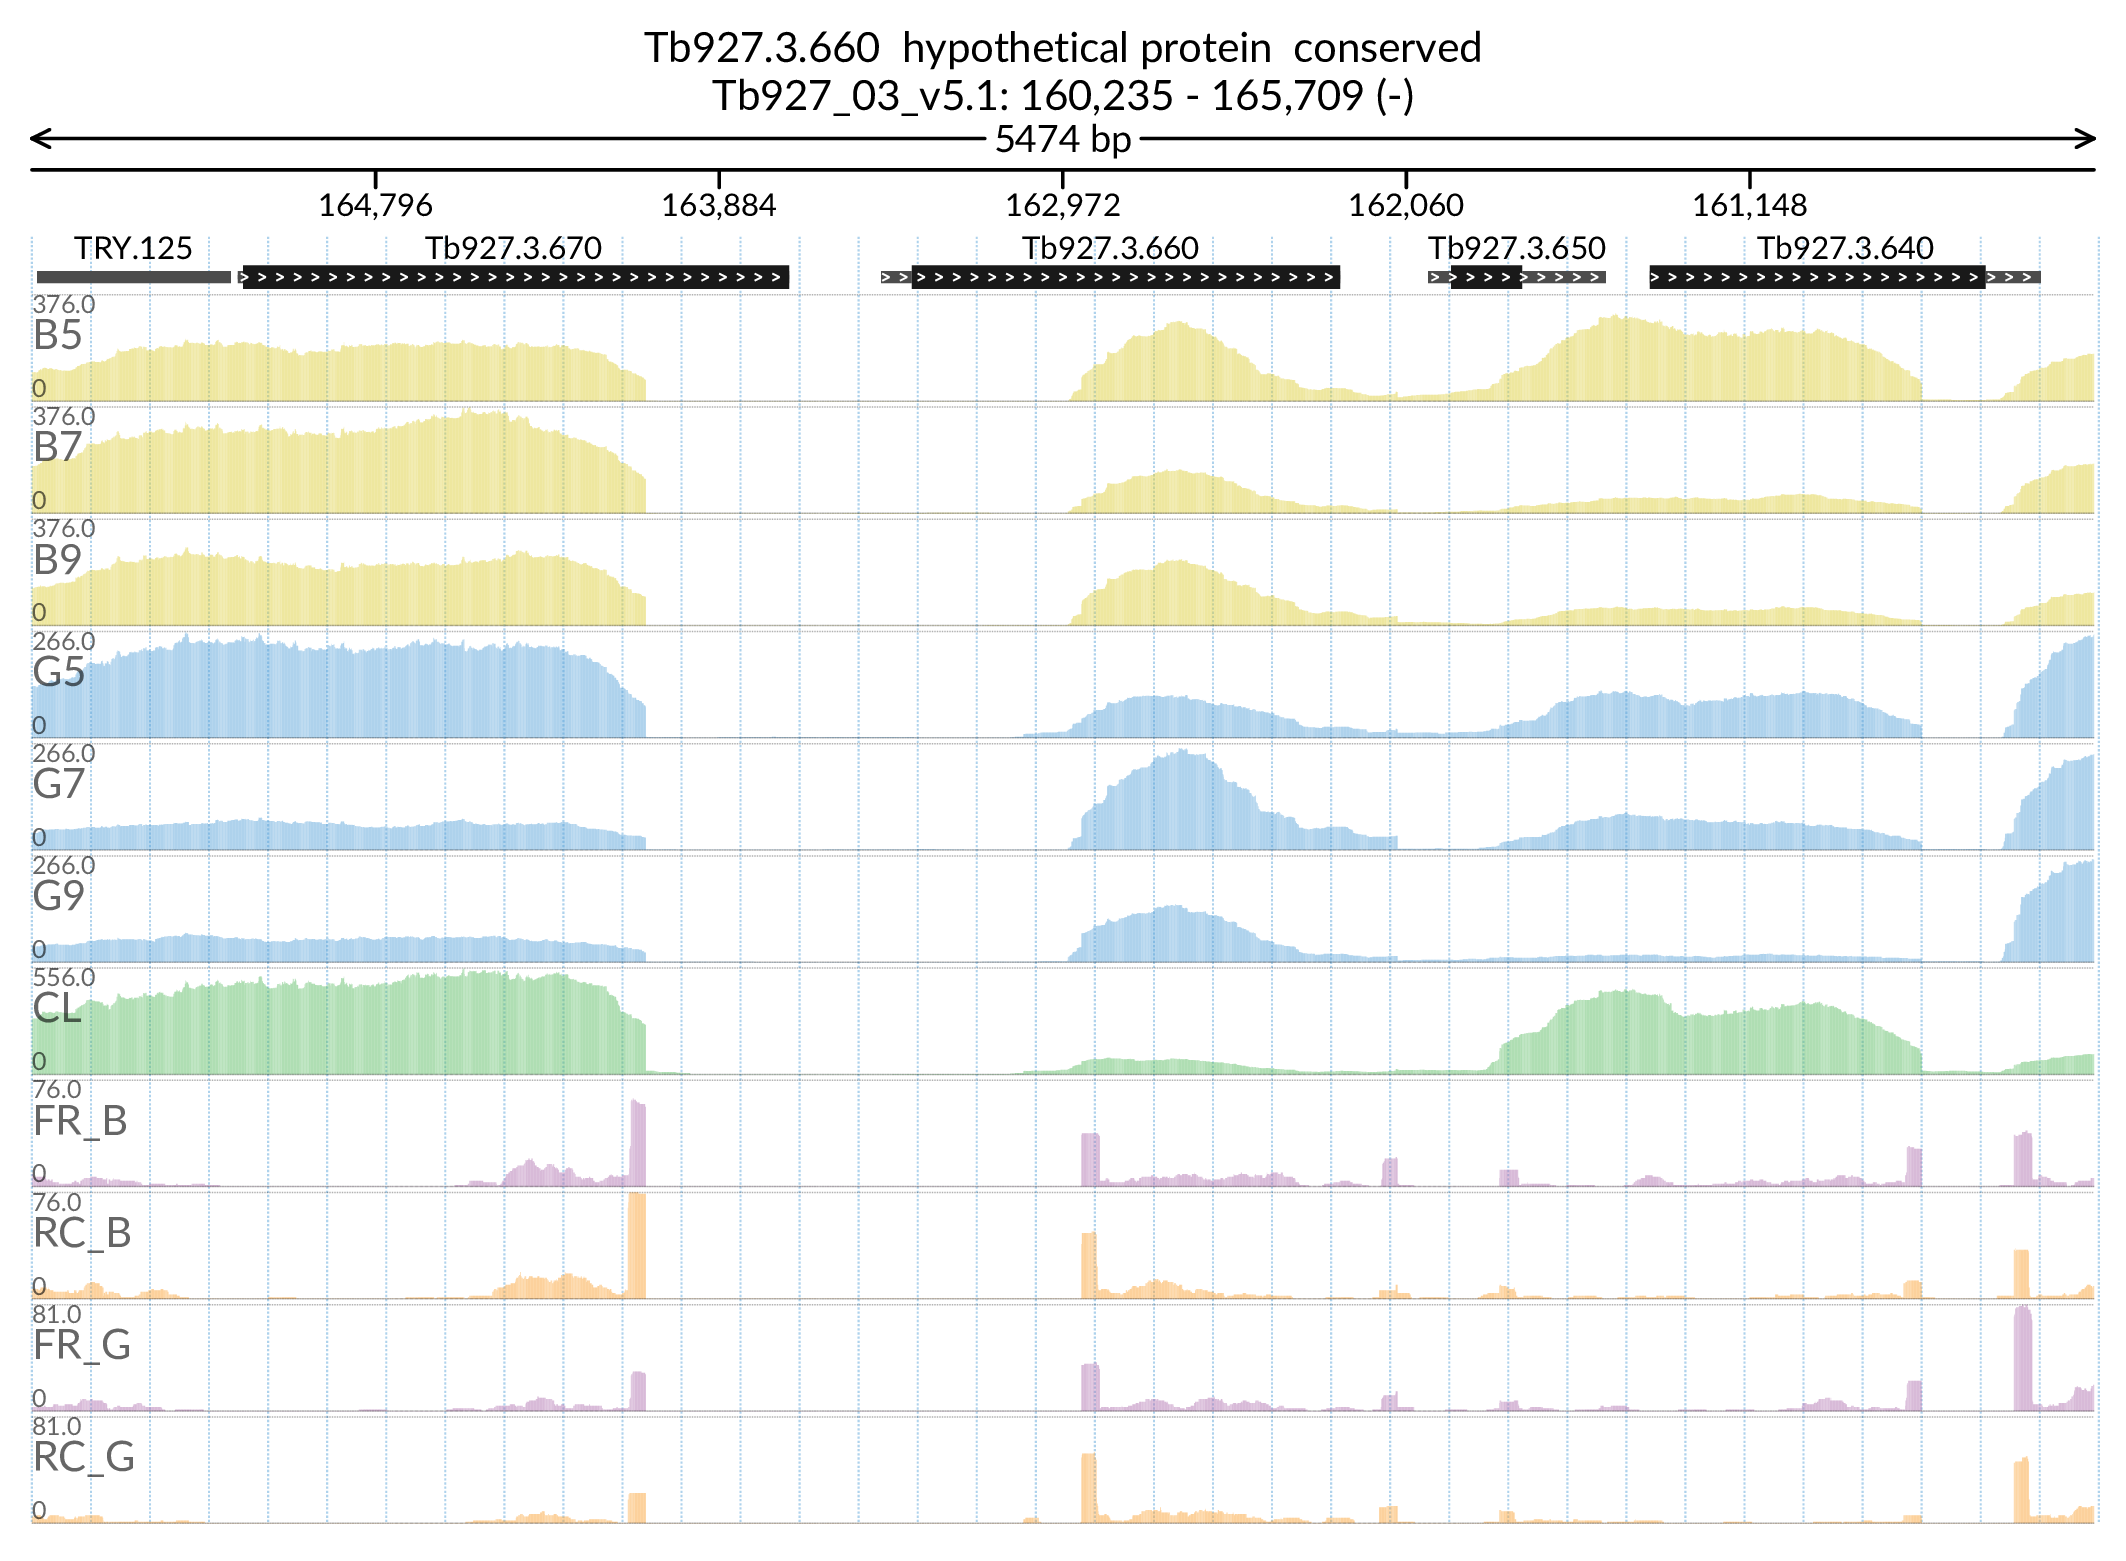 Tb927.3.660  hypothetical protein  conserved
Tb927_03_v5.1: 160,235 - 165,709 (-)
5474 bp
164,796 163,884 162,972 162,060 161,148
TRY.125 Tb927.3.670 Tb927.3.660 Tb927.3.650 Tb927.3.640
376.0
B5
0
376.0
B7
0
376.0
B9
0
266.0
G5
0
266.0
G7
0
266.0
G9
0
556.0
CL
0
76.0
FR_B
0
76.0
RC_B
0
81.0
FR_G
0
81.0
RC_G
0